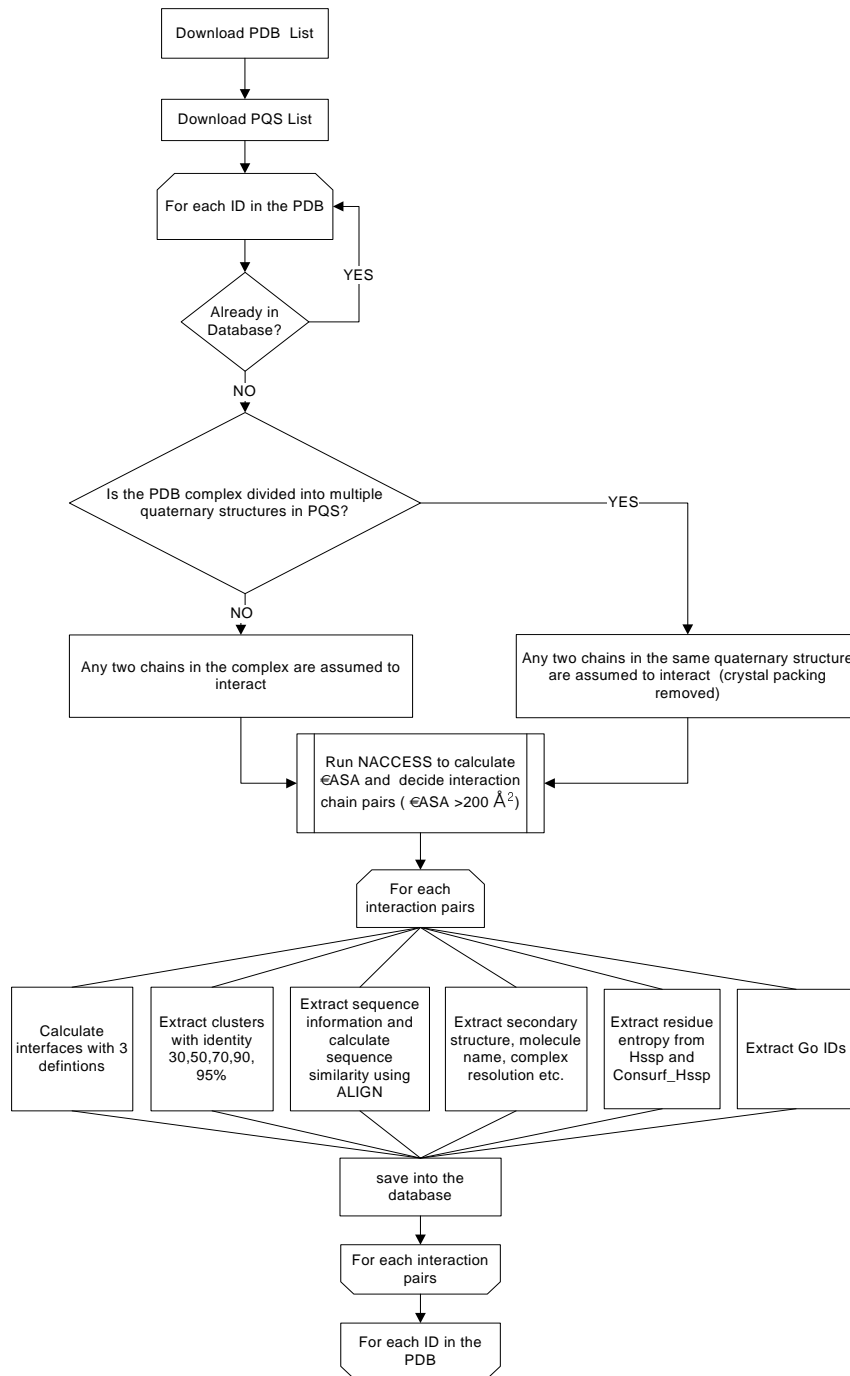 Download PDB List
Download PQS List
For each ID in the PDB
YES
Already in
Database?
NO
Is the PDB complex divided into multiple
quaternary structures in PQS?
YES
NO
Any two chains in the complex are assumed to
interact
Any two chains in the same quaternary structure
are assumed to interact (crystal packing
removed)
Run NACCESS to calculate
€ASA and decide interaction
chain pairs ( €ASA >200 Å²)
For each
interaction pairs
Calculate
interfaces with 3
defintions
Extract clusters
with identity
30,50,70,90,
95%
Extract sequence
information and
calculate
sequence
similarity using
ALIGN
Extract secondary
structure, molecule
name, complex
resolution etc.
Extract residue
entropy from
Hssp and
Consurf_Hssp
Extract Go IDs
save into the
database
For each interaction
pairs
For each ID in the
PDB